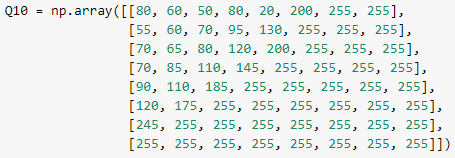 Q10 = np.array([[80, 60, 50, 80, 20, 200, 255, 255],
[55, 60, 70, 95, 130, 255, 255, 255],
[70, 65, 80, 120, 200, 255, 255, 255],
[70, 85, 110, 145, 255, 255, 255, 255],
[90, 110, 185, 255, 255, 255, 255, 255],
[120, 175, 255, 255, 255, 255, 255, 255],
[245, 255, 255, 255, 255, 255, 255, 255],
[255, 255, 255, 255, 255, 255, 255, 255]])